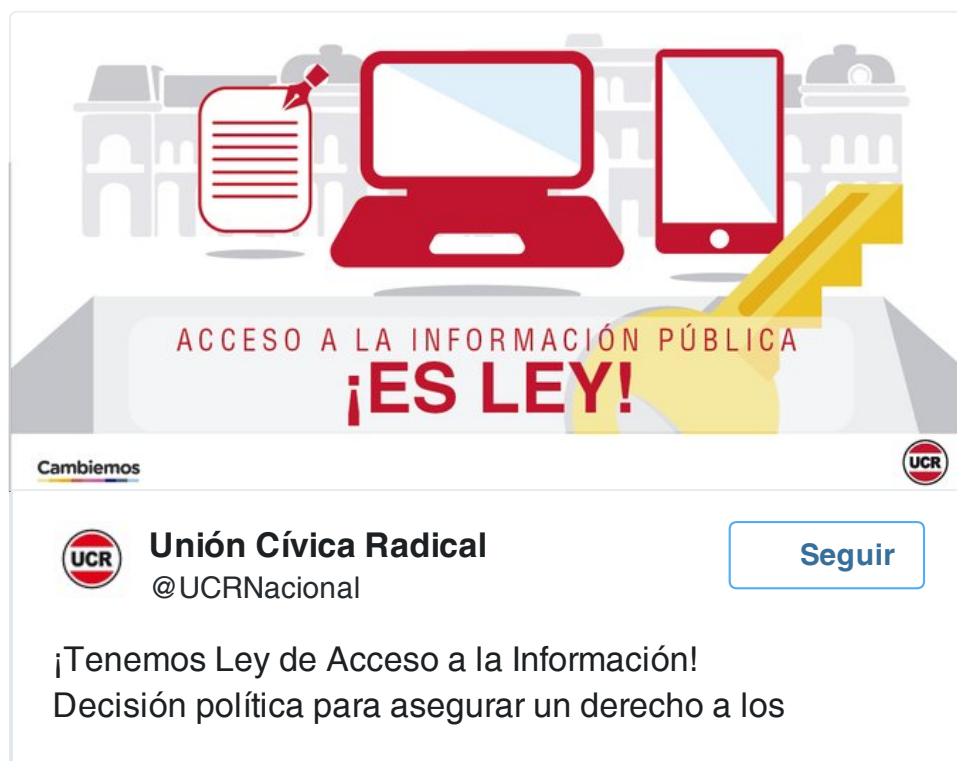 ACCESO A LA INFORMACIÓN PÚBLICA
¡ES LEY!
Cambiemos
UCR
UCR
Unión Cívica Radical
@UCRNacional
Seguir
¡Tenemos Ley de Acceso a la Información!
Decisión política para asegurar un derecho a los